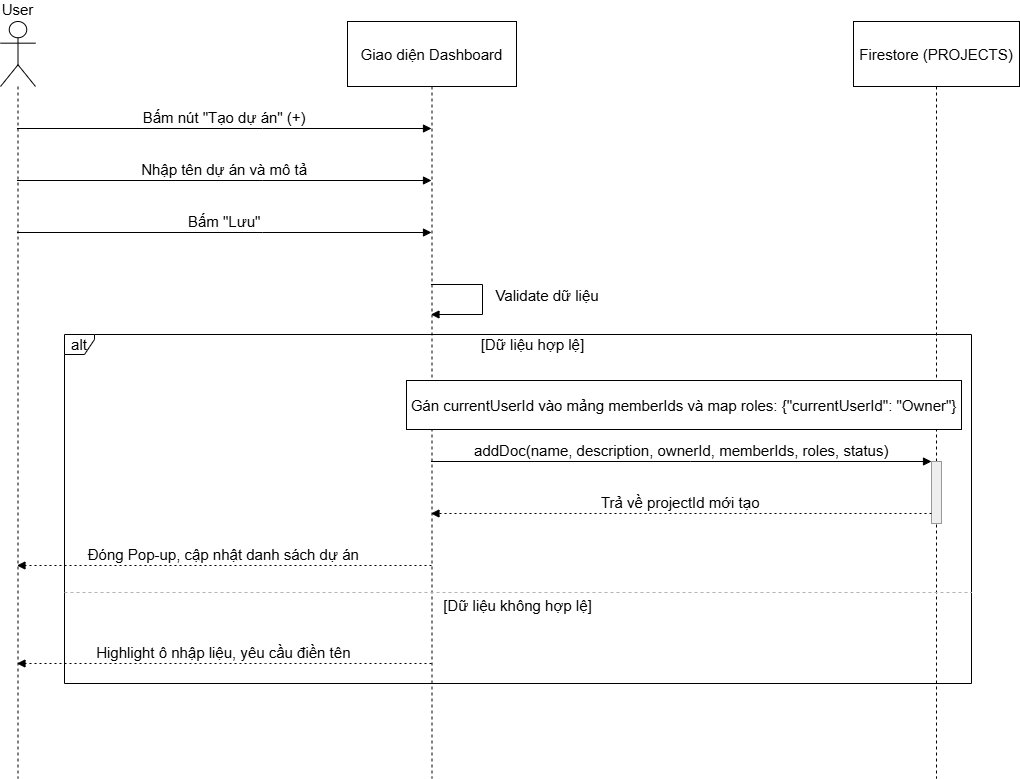 User
Giao diện Dashboard
Firestore (PROJECTS)
Bấm nút "Tạo dự án" (+)
Nhập tên dự án và mô tả
Bấm "Lưu"
Validate dữ liệu
alt
[Dữ liệu hợp lệ]
Gán currentUserId vào mảng memberIds và map roles: {"currentUserId": "Owner"}
addDoc(name, description, ownerId, memberIds, roles, status)
Trả về projectId mới tạo
Đóng Pop-up, cập nhật danh sách dự án
[Dữ liệu không hợp lệ]
Highlight ô nhập liệu, yêu cầu điền tên